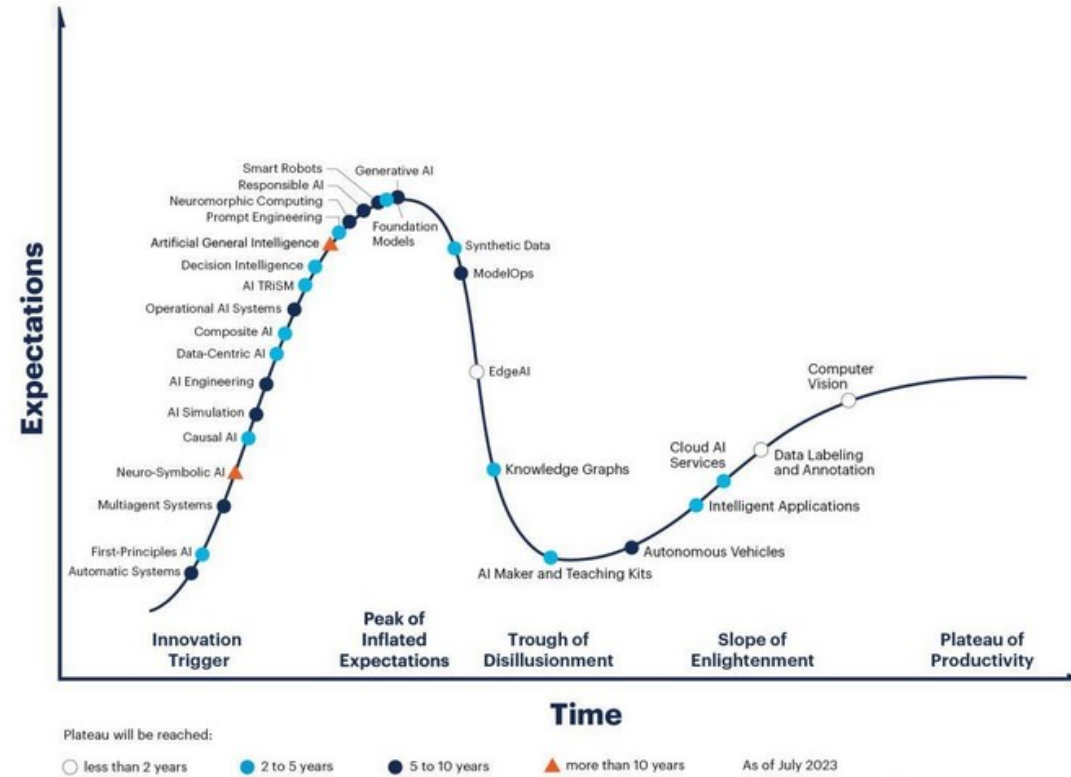 Expectations
Smart Robots
Responsible AI
Neuromorphic Computing
Prompt Engineering
Artificial General Intelligence
Decision Intelligence
AI TRiSM
Operational AI Systems
Composite AI
Data-Centric AI
AI Engineering
AI Simulation
Causal AI
Neuro-Symbolic AI
Multiagent Systems
First-Principles AI
Automatic Systems
Generative AI
Foundation
Models
Synthetic Data
ModelOps
EdgeAI
Knowledge Graphs
AI Maker and Teaching Kits
Autonomous Vehicles
Intelligent Applications
Cloud AI
Services
Data Labeling
and Annotation
Computer
Vision
Innovation
Trigger
Peak of
Inflated
Expectations
Trough of
Disillusionment
Slope of
Enlightenment
Plateau of
Productivity
Time
Plateau will be reached:
less than 2 years
2 to 5 years
5 to 10 years
more than 10 years
As of July 2023